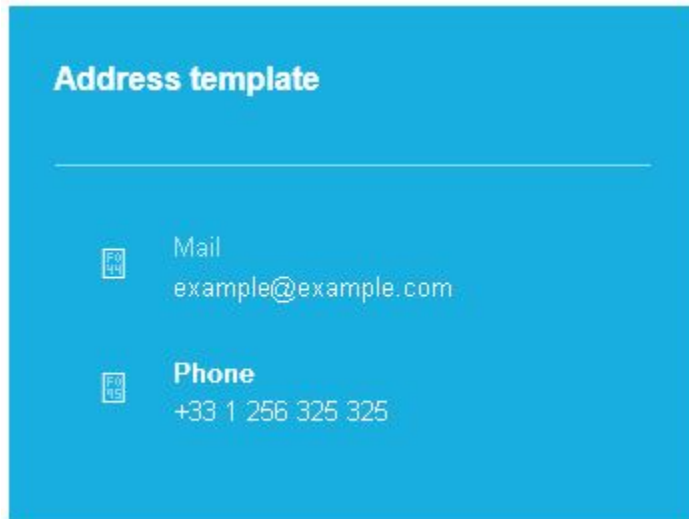 Address template
Mail
example@example.com
Phone
+33 1 256 325 325